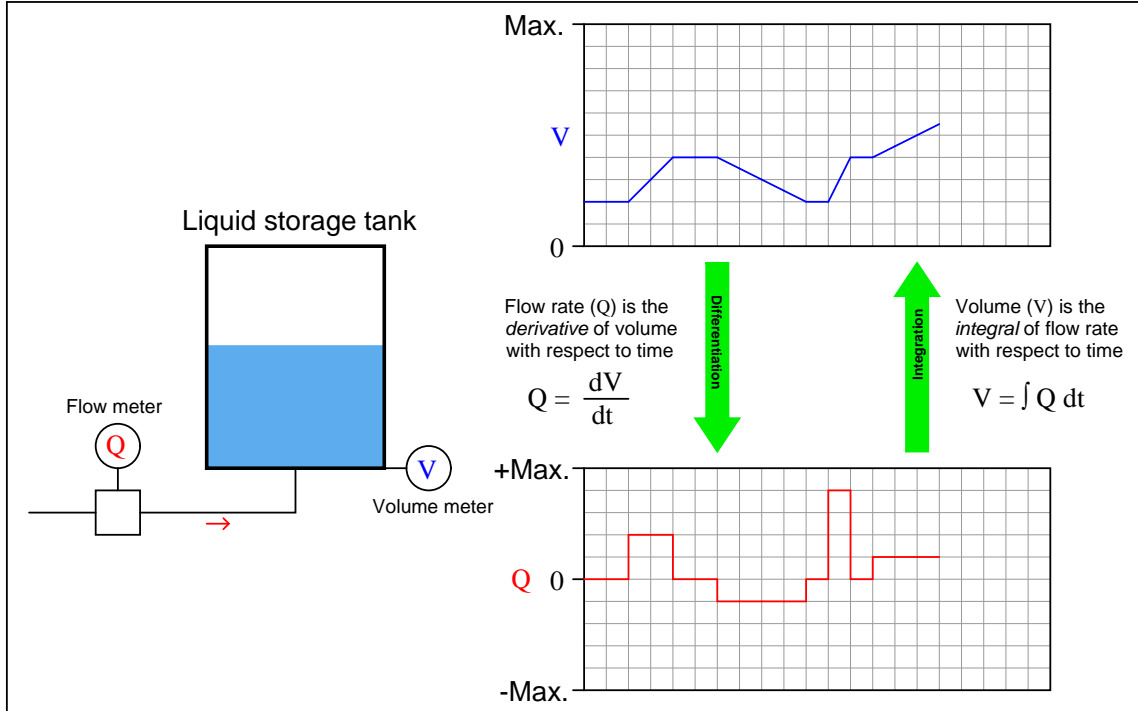 Liquid storage tank
Flow meter
Q
V
Volume meter
Max.
V
0
Flow rate (Q) is the
derivative of volume
with respect to time
Q = dV
dt
Differentiation
Integration
Volume (V) is the
integral of flow rate
with respect to time
V = ∫ Q dt
+Max.
Q 0
-Max.